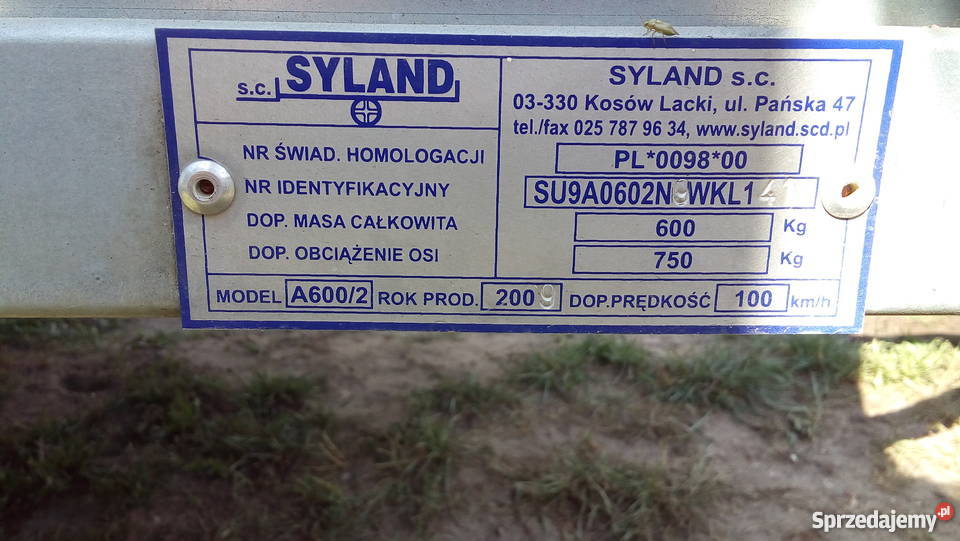 s.c. SYLAND
SYLAND s.c.
03-330 Kosów Lacki, ul. Pańska 47
tel./fax 025 787 96 34, www.syland.scd.pl
NR ŚWIAD. HOMOLOGACJI PL*0098*00
NR IDENTYFIKACYJNY
DOP. MASA CAŁKOWITA 600 Kg
DOP. OBCIĄŻENIE OSI 750 Kg
MODEL A600/2 ROK PROD. 2009 DOP.PRĘDKOŚĆ 100 km/h
Sprzedajemy.pl